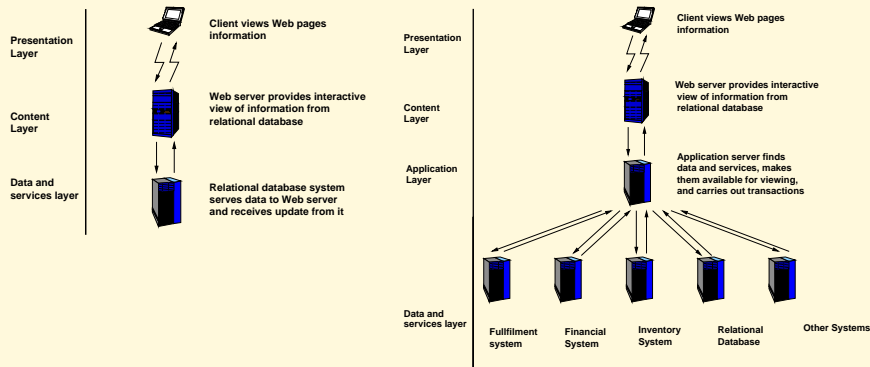 Presentation
Layer
Client views Web pages
information
Content
Layer
Web server provides interactive
view of information from
relational database
Data and
services layer
Relational database system
serves data to Web server
and receives update from it
Presentation
Layer
Client views Web pages
information
Content
Layer
Web server provides interactive
view of information from
relational database
Application
Layer
Application server finds
data and services, makes
them available for viewing,
and carries out transactions
Data and
services layer
Fullfilment
system
Financial
System
Inventory
System
Relational
Database
Other Systems